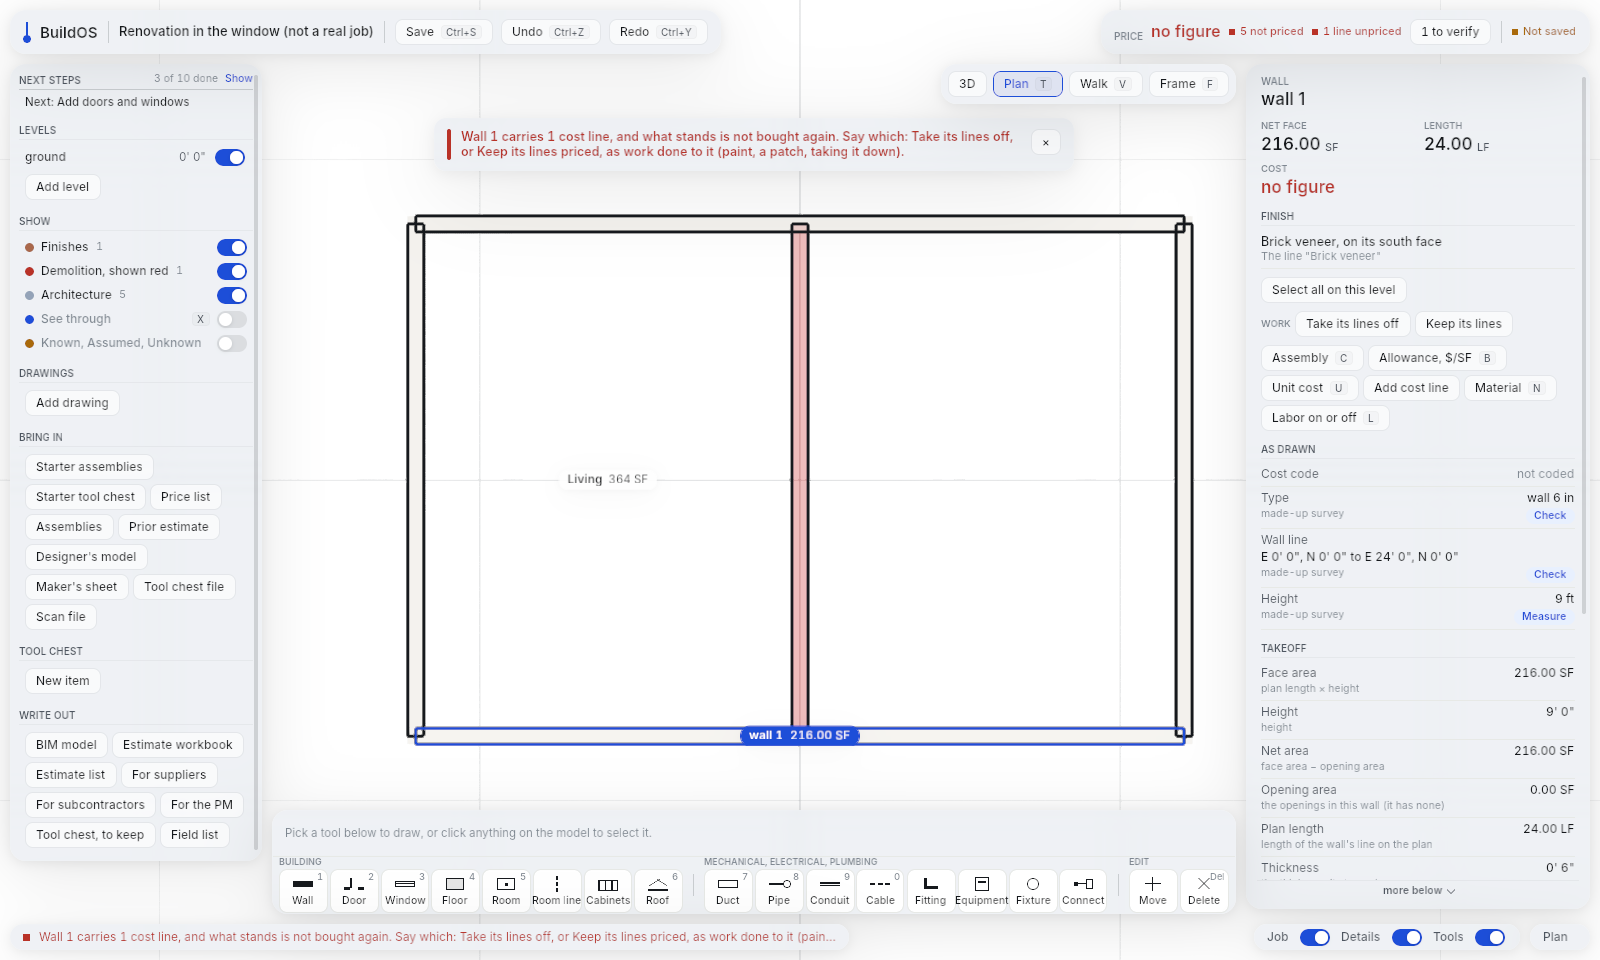 BuildOS
Renovation in the window (not a real job)
Save Ctrl+S
Undo Ctrl+Z
Redo Ctrl+Y
PRICE no figure
5 not priced
1 line unpriced
1 to verify
Not saved
NEXT STEPS
3 of 10 done Show
Next: Add doors and windows
LEVELS
ground 0' 0"
Add level
SHOW
Finishes 1
Demolition, shown red 1
Architecture 5
See through X
Known, Assumed, Unknown
DRAWINGS
Add drawing
BRING IN
Starter assemblies
Starter tool chest Price list
Assemblies Prior estimate
Designer's model
Maker's sheet Tool chest file
Scan file
TOOL CHEST
New item
WRITE OUT
BIM model Estimate workbook
Estimate list For suppliers
For subcontractors For the PM
Tool chest, to keep Field list
3D
Plan T
Walk V
Frame F
Wall 1 carries 1 cost line, and what stands is not bought again. Say which: Take its lines off,
or Keep its lines priced, as work done to it (paint, a patch, taking it down).
×
Living 364 SF
wall 1 216.00 SF
WALL
wall 1
NET FACE LENGTH
216.00 SF 24.00 LF
COST
no figure
FINISH
Brick veneer, on its south face
The line "Brick veneer"
Select all on this level
WORK Take its lines off Keep its lines
Assembly C Allowance, $/SF B
Unit cost U Add cost line Material N
Labor on or off L
AS DRAWN
Cost code not coded
Type wall 6 in
made-up survey Check
Wall line
E 0' 0", N 0' 0" to E 24' 0", N 0' 0"
made-up survey Check
Height 9 ft
made-up survey Measure
TAKEOFF
Face area 216.00 SF
plan length × height
Height 9' 0"
height
Net area 216.00 SF
face area − opening area
Opening area 0.00 SF
the openings in this wall (it has none)
Plan length 24.00 LF
length of the wall's line on the plan
Thickness 0' 6"
more below
Pick a tool below to draw, or click anything on the model to select it.
BUILDING
MECHANICAL, ELECTRICAL, PLUMBING
EDIT
1 2 3 4 5 6 7 8 9 0 Del
Wall Door Window Floor Room Room line Cabinets Roof Duct Pipe Conduit Cable Fitting Equipment Fixture Connect Move Delete
Wall 1 carries 1 cost line, and what stands is not bought again. Say which: Take its lines off, or Keep its lines priced, as work done to it (pain...
Job Details Tools Plan